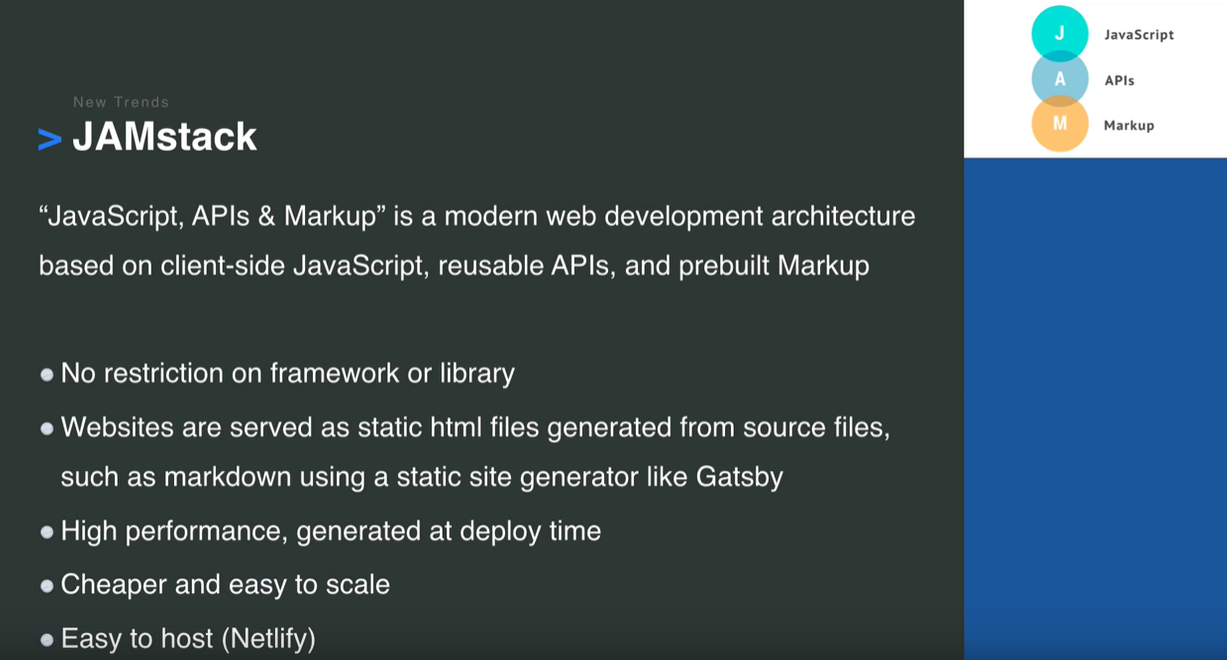 New Trends
> JAMstack
“JavaScript, APIs & Markup” is a modern web development architecture
based on client-side JavaScript, reusable APIs, and prebuilt Markup
● No restriction on framework or library
● Websites are served as static html files generated from source files,
such as markdown using a static site generator like Gatsby
● High performance, generated at deploy time
● Cheaper and easy to scale
● Easy to host (Netlify)
J JavaScript
A APIs
M Markup